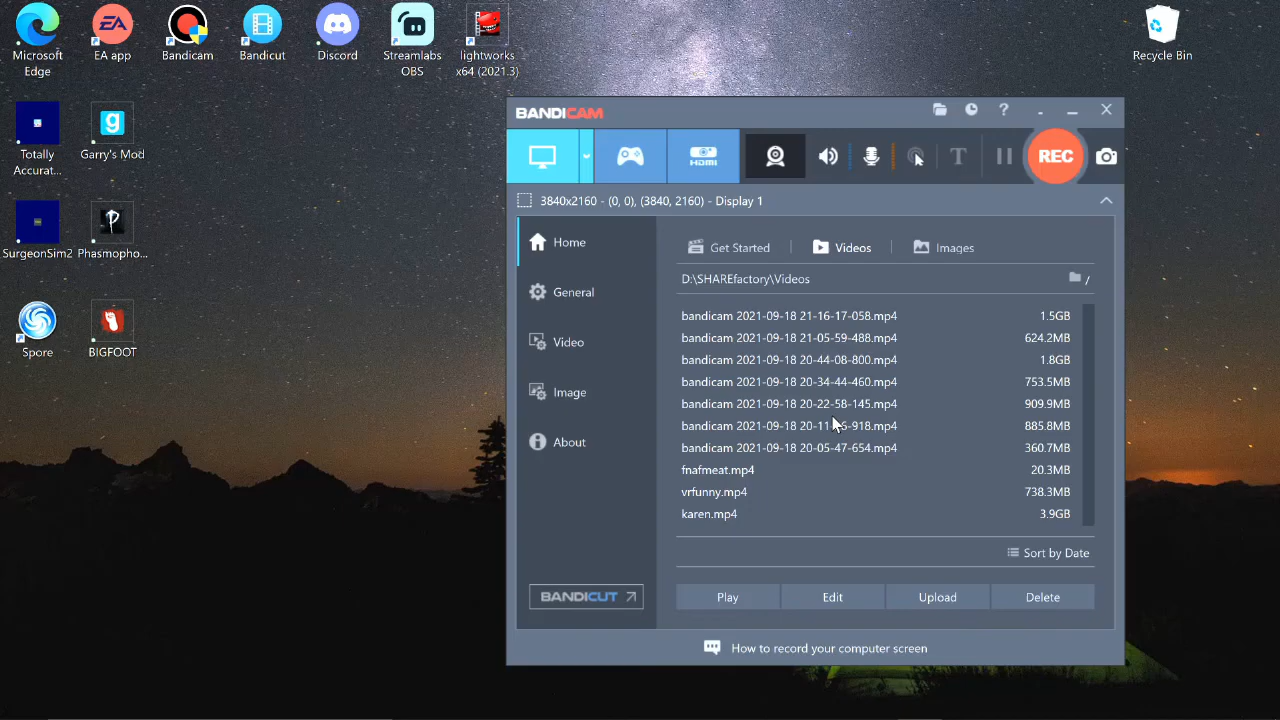 Microsoft
Edge
EA app
Bandicam
Bandicut
Discord
Streamlabs
OBS
lightworks
x64 (2021.3)
Recycle Bin
Totally
Accurat...
Garry's Mod
SurgeonSim2
Phasmopho...
Spore
BIGFOOT
BANDICAM
HDMI
T
REC
3840x2160 - (0, 0), (3840, 2160) - Display 1
Home
General
Video
Image
About
BANDICUT
Get Started
Videos
Images
D:\SHAREfactory\Videos
/
bandicam 2021-09-18 21-16-17-058.mp4 1.5GB
bandicam 2021-09-18 21-05-59-488.mp4 624.2MB
bandicam 2021-09-18 20-44-08-800.mp4 1.8GB
bandicam 2021-09-18 20-34-44-460.mp4 753.5MB
bandicam 2021-09-18 20-22-58-145.mp4 909.9MB
bandicam 2021-09-18 885.8MB
bandicam 2021-09-18 20-05-47-654.mp4 360.7MB
fnafmeat.mp4 20.3MB
vrfunny.mp4 738.3MB
karen.mp4 3.9GB
Sort by Date
Play
Edit
Upload
Delete
How to record your computer screen